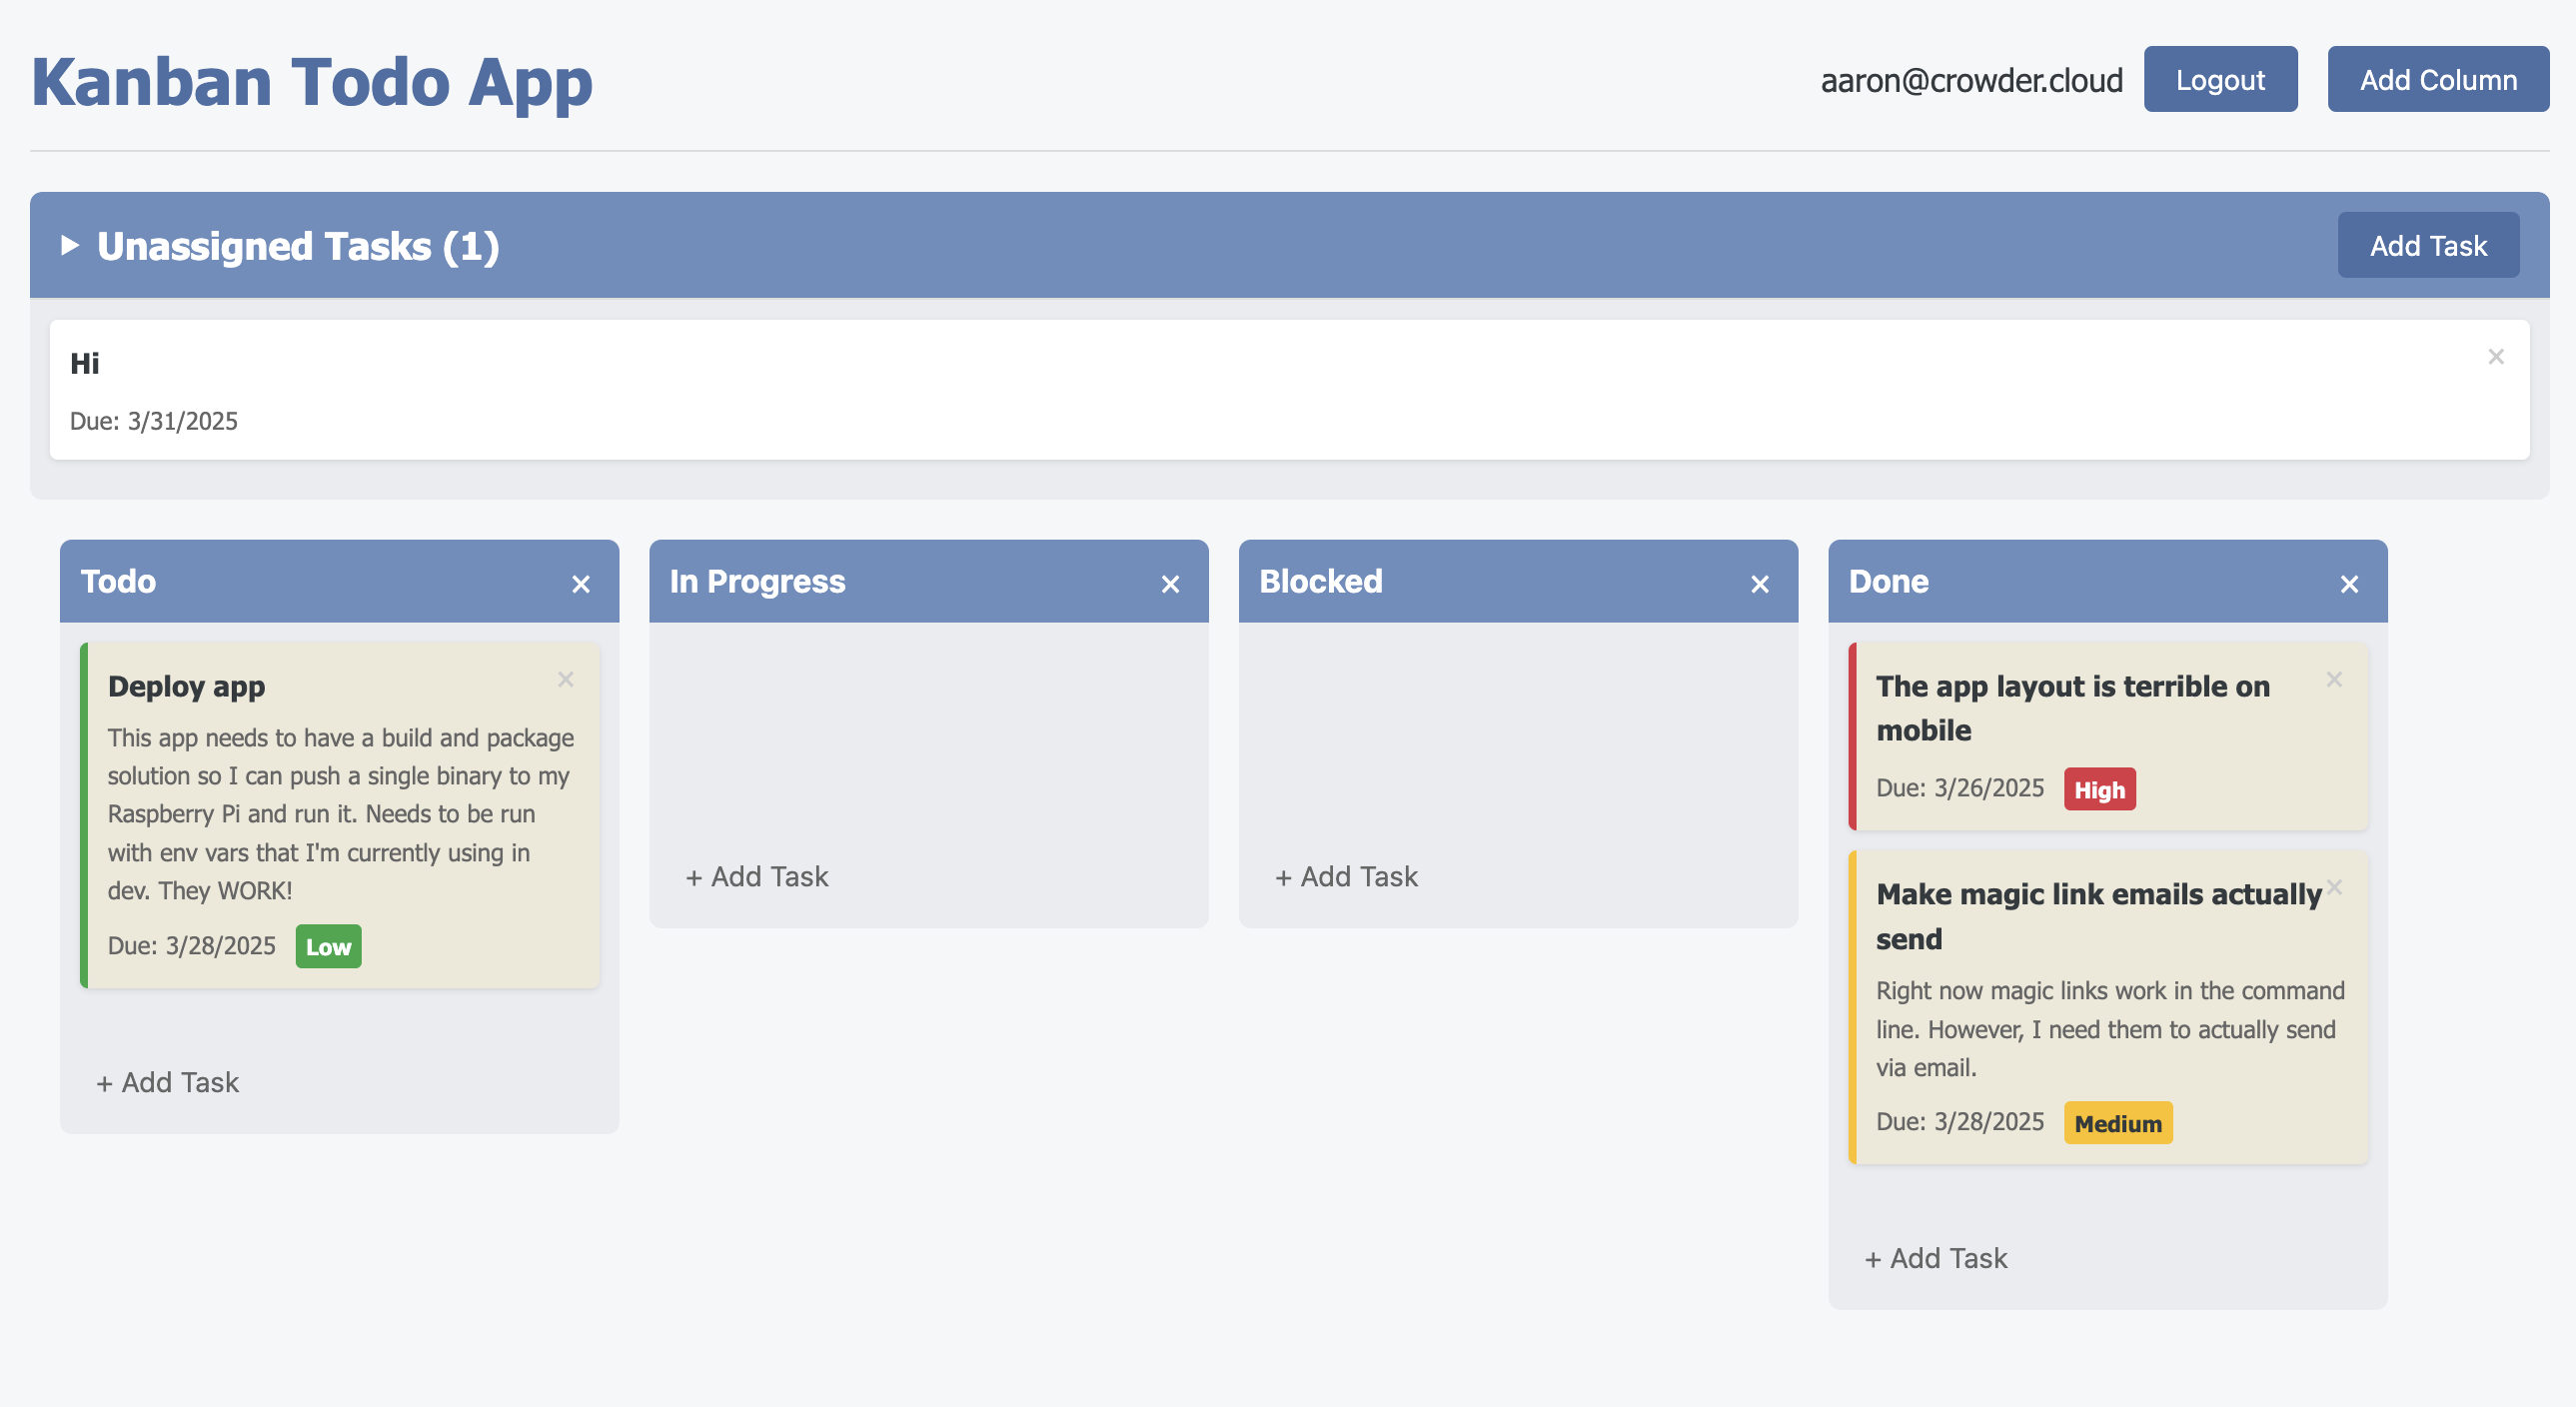 Kanban Todo App
aaron@crowder.cloud
Logout
Add Column
Unassigned Tasks (1)
Add Task
Hi
×
Due: 3/31/2025
Todo
×
Deploy app
×
This app needs to have a build and package
solution so I can push a single binary to my
Raspberry Pi and run it. Needs to be run
with env vars that I'm currently using in
dev. They WORK!
Due: 3/28/2025
Low
+ Add Task
In Progress
×
+ Add Task
Blocked
×
+ Add Task
Done
×
The app layout is terrible on
mobile
×
Due: 3/26/2025
High
Make magic link emails actually
send
×
Right now magic links work in the command
line. However, I need them to actually send
via email.
Due: 3/28/2025
Medium
+ Add Task